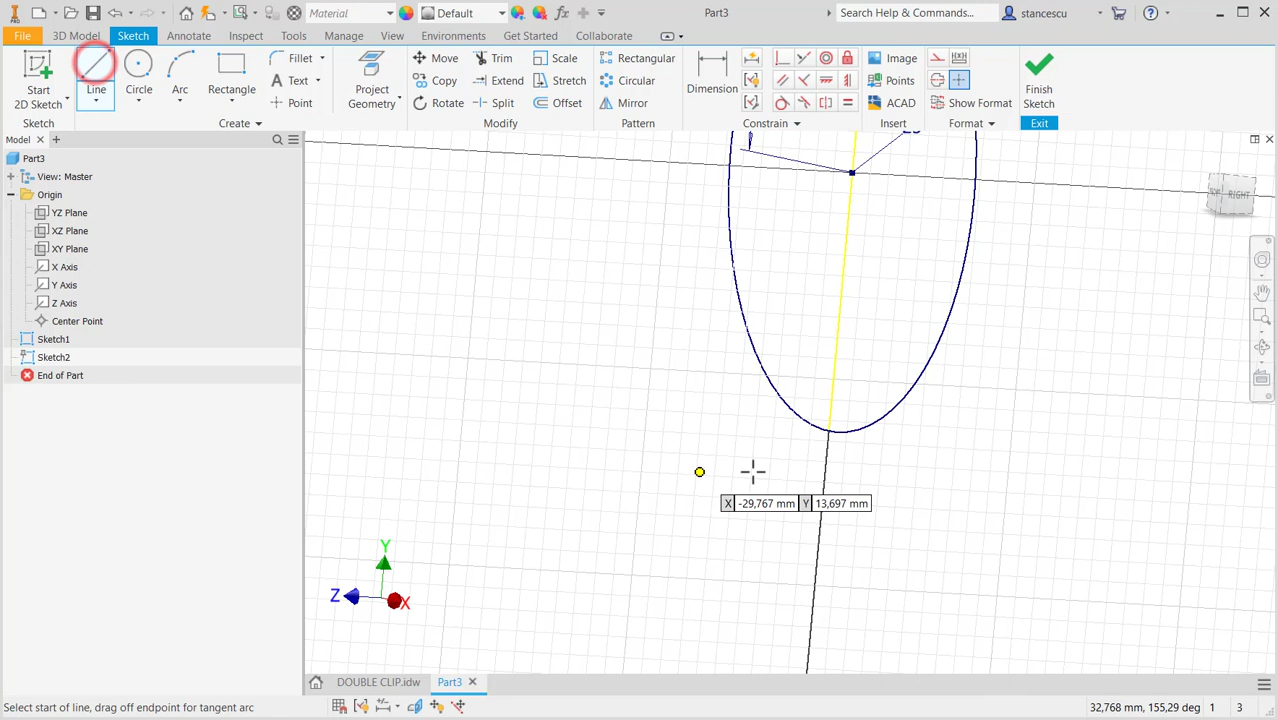 Material
Default
Part3
Search Help & Commands...
stancescu
PRO
File
3D Model
Sketch
Annotate
Inspect
Tools
Manage
View
Environments
Get Started
Collaborate
Start
2D Sketch
Line
Circle
Arc
Rectangle
Fillet
Text
Point
Project
Geometry
Move
Copy
Rotate
Trim
Extend
Split
Scale
Stretch
Offset
Rectangular
Circular
Mirror
Dimension
Image
Points
ACAD
Show Format
Finish
Sketch
Sketch
Create
Modify
Pattern
Constrain
Insert
Format
Exit
Model
Part3
View: Master
Origin
YZ Plane
XZ Plane
XY Plane
X Axis
Y Axis
Z Axis
Center Point
Sketch1
Sketch2
End of Part
RIGHT
X -29,767 mm Y 13,697 mm
Y
Z
X
DOUBLE CLIP.idw
Part3
Select start of line, drag off endpoint for tangent arc
32,768 mm, 155,29 deg
1
3